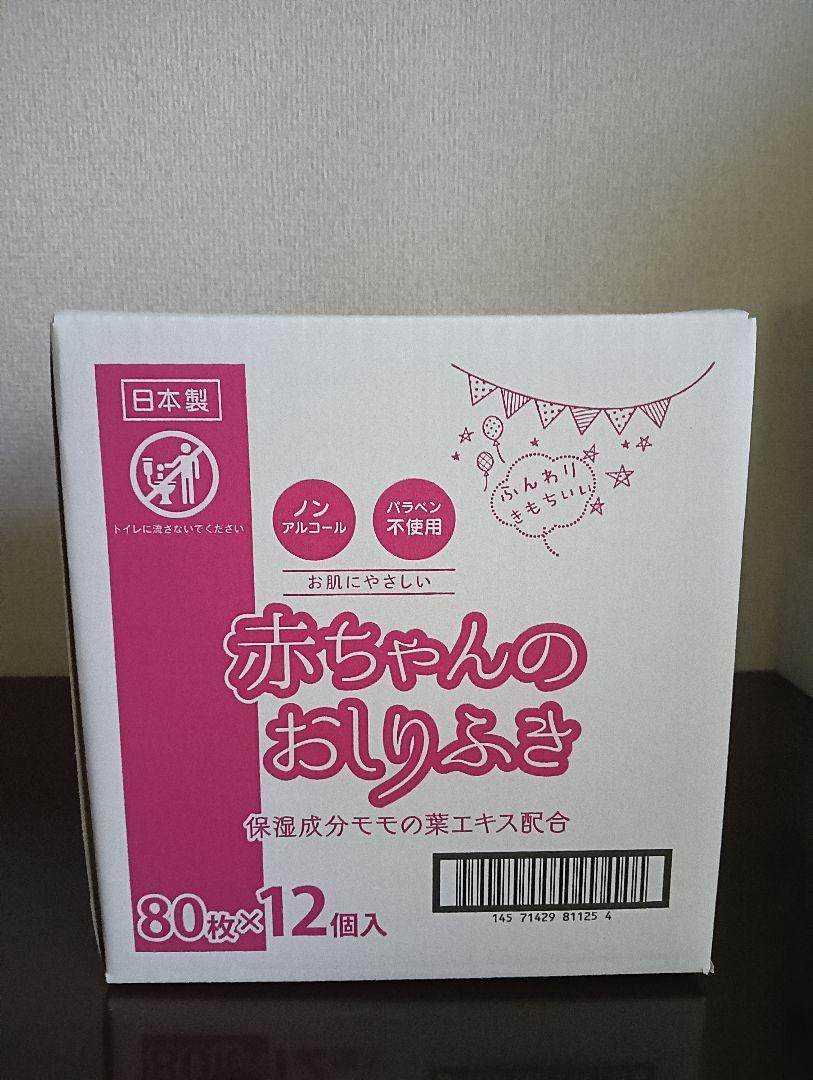 日本製
トイレに流さないでください
ノン
アルコール
パラベン
不使用
ふんわり
きもちいい
お肌にやさしい
赤ちゃんの
おしりふき
保湿成分モモの葉エキス配合
80枚×12個入
145 71429 81125 4